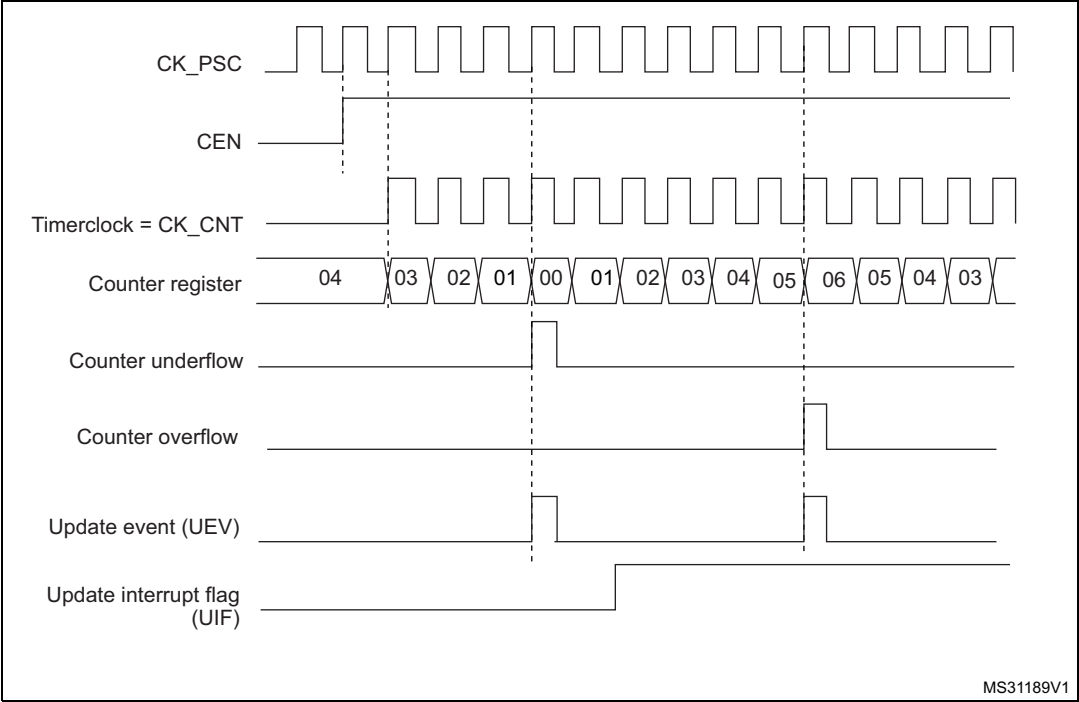 CK_PSC
CEN
Timerclock = CK_CNT
Counter register 04 03 02 01 00 01 02 03 04 05 06 05 04 03
Counter underflow
Counter overflow
Update event (UEV)
Update interrupt flag
(UIF)
MS31189V1